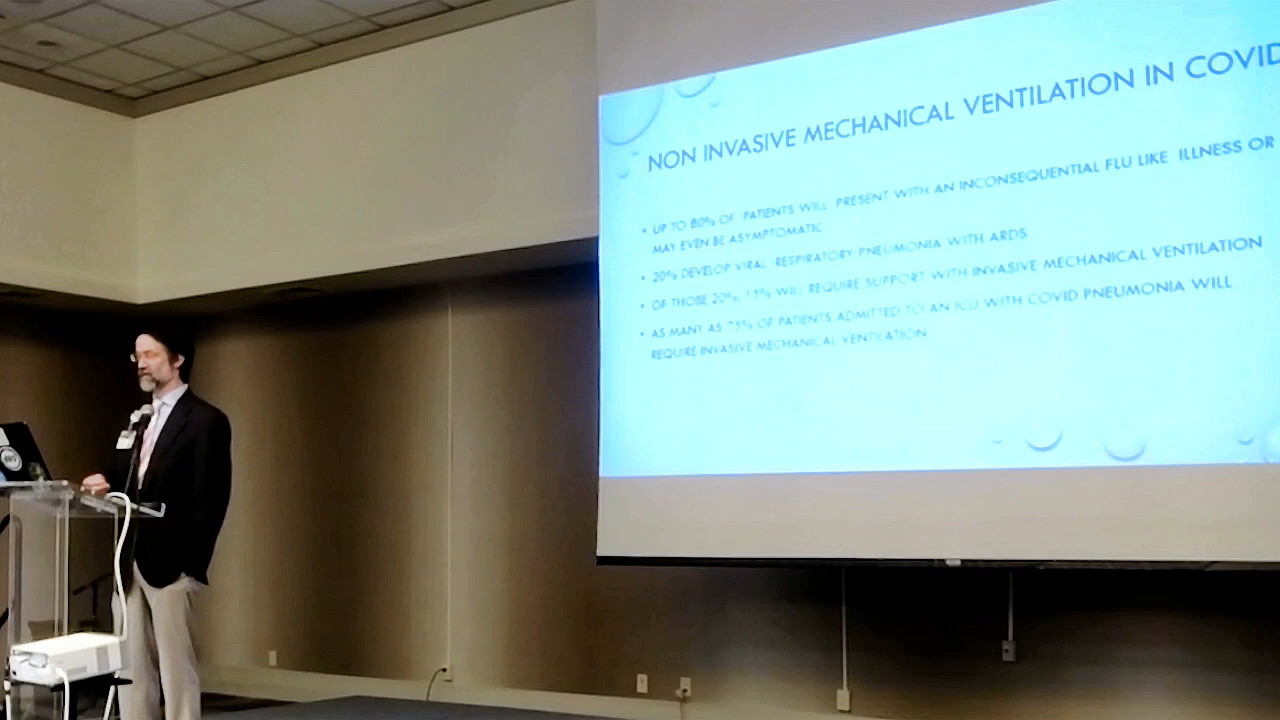 NON INVASIVE MECHANICAL VENTILATION IN COVID
• UP TO 80% OF PATIENTS WILL PRESENT WITH AN INCONSEQUENTIAL FLU LIKE ILLNESS OR
MAY EVEN BE ASYMPTOMATIC
• 20% DEVELOP VIRAL RESPIRATORY PNEUMONIA WITH ARDS
• OF THOSE 20%, 15% WILL REQUIRE SUPPORT WITH INVASIVE MECHANICAL VENTILATION
• AS MANY AS 75% OF PATIENTS ADMITTED TO AN ICU WITH COVID PNEUMONIA WILL
REQUIRE INVASIVE MECHANICAL VENTILATION